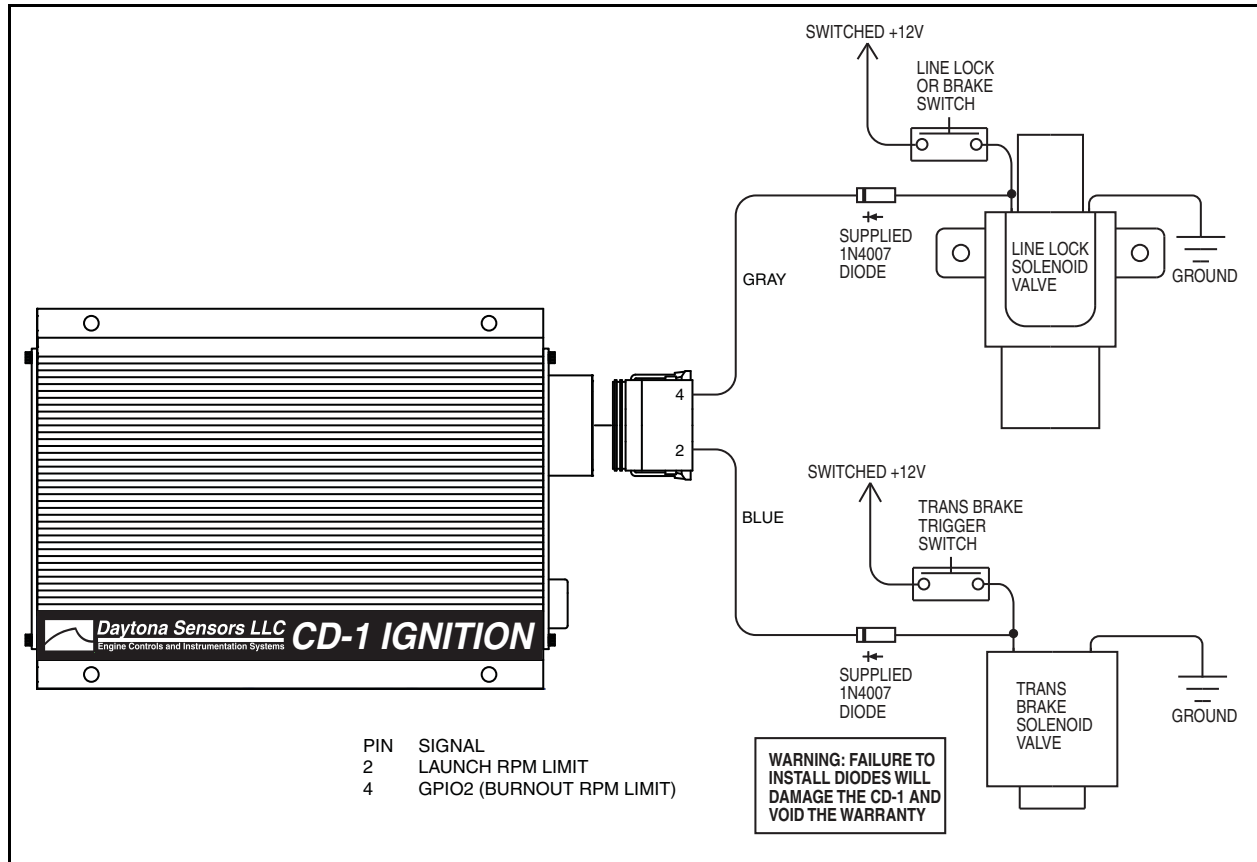 SWITCHED +12V
LINE LOCK
OR BRAKE
SWITCH
SUPPLIED
1N4007
DIODE
LINE LOCK
SOLENOID
VALVE
GROUND
GRAY
4
2
BLUE
SWITCHED +12V
TRANS BRAKE
TRIGGER
SWITCH
SUPPLIED
1N4007
DIODE
TRANS
BRAKE
SOLENOID
VALVE
GROUND
Daytona Sensors LLC
Engine Controls and Instrumentation Systems
CD-1 IGNITION
PIN SIGNAL
2 LAUNCH RPM LIMIT
4 GPIO2 (BURNOUT RPM LIMIT)
WARNING: FAILURE TO
INSTALL DIODES WILL
DAMAGE THE CD-1 AND
VOID THE WARRANTY